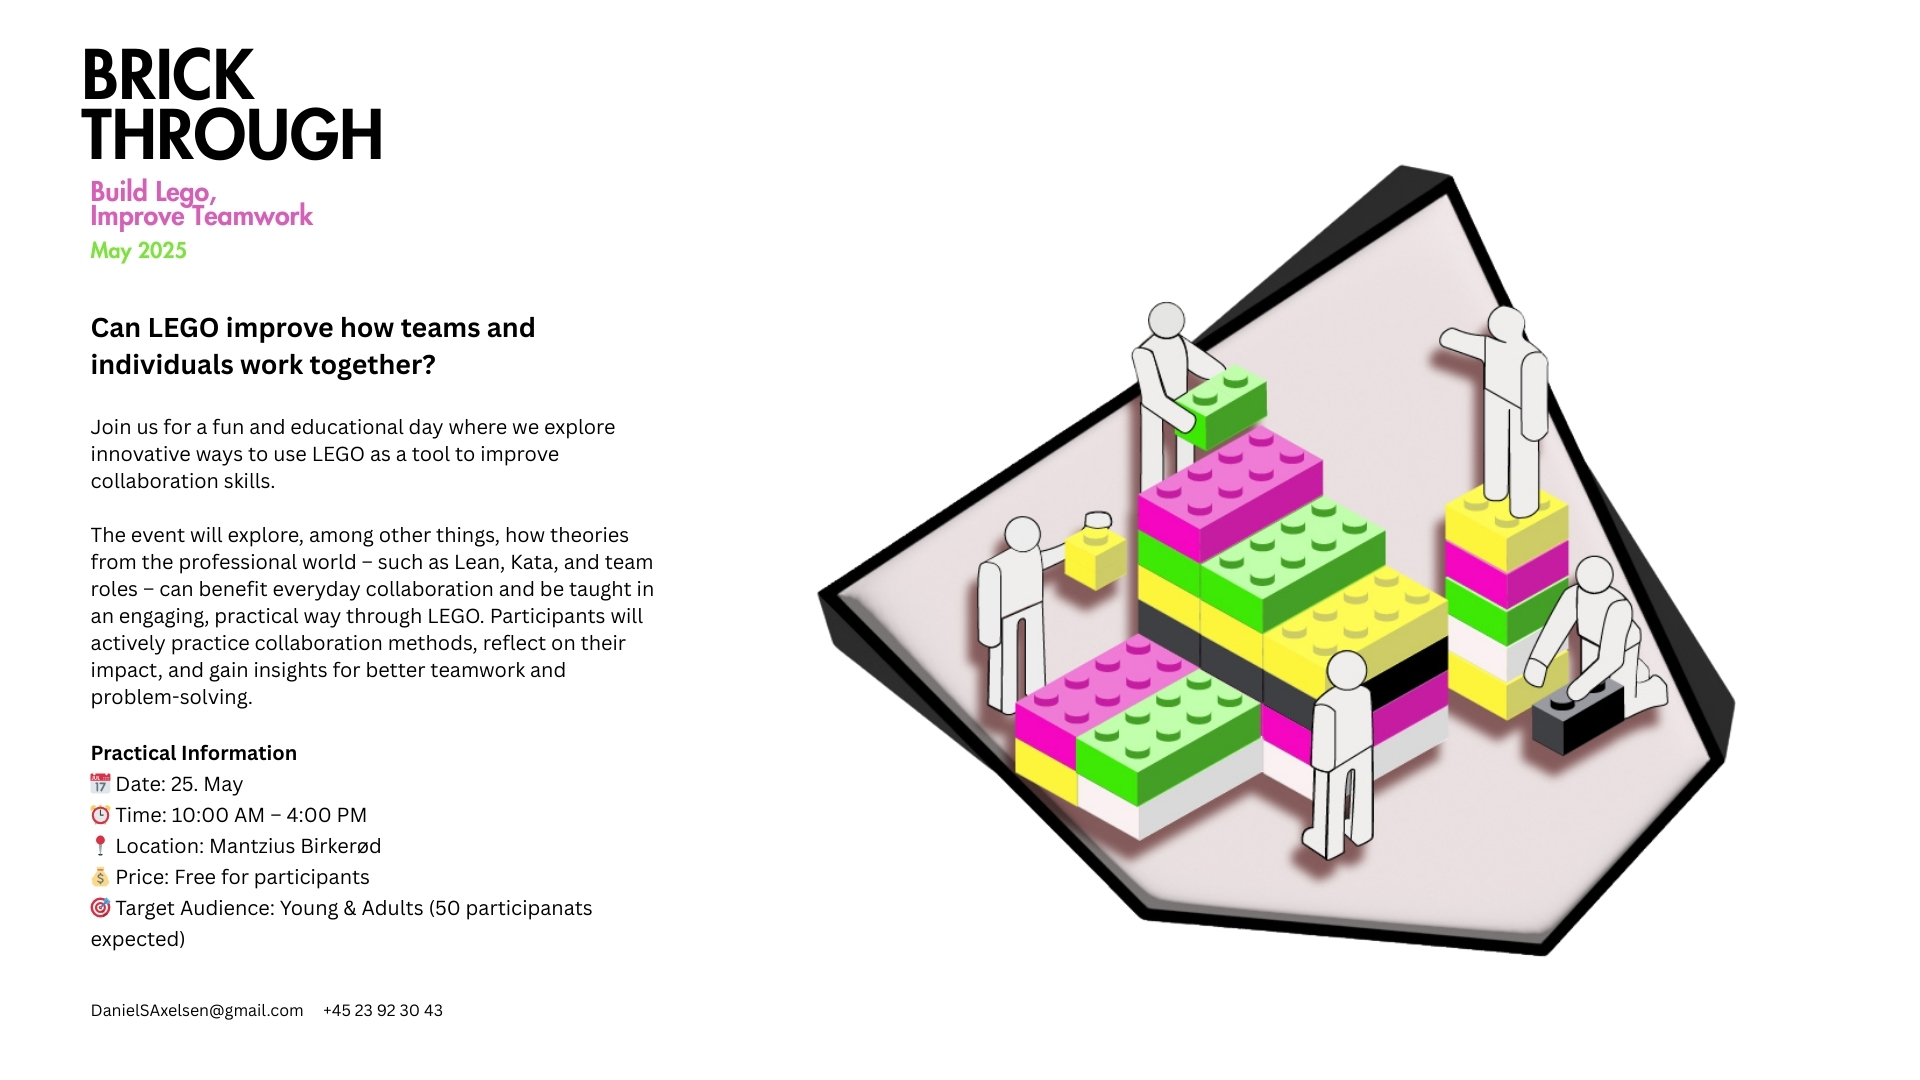 BRICK
THROUGH
Build Lego,
Improve Teamwork
May 2025
Can LEGO improve how teams and
individuals work together?
Join us for a fun and educational day where we explore
innovative ways to use LEGO as a tool to improve
collaboration skills.
The event will explore, among other things, how theories
from the professional world – such as Lean, Kata, and team
roles – can benefit everyday collaboration and be taught in
an engaging, practical way through LEGO. Participants will
actively practice collaboration methods, reflect on their
impact, and gain insights for better teamwork and
problem-solving.
Practical Information
📅 Date: 25. May
⏰ Time: 10:00 AM – 4:00 PM
📍 Location: Mantzius Birkerød
💰 Price: Free for participants
🎯 Target Audience: Young & Adults (50 participanats
expected)
DanielSAxelsen@gmail.com +45 23 92 30 43